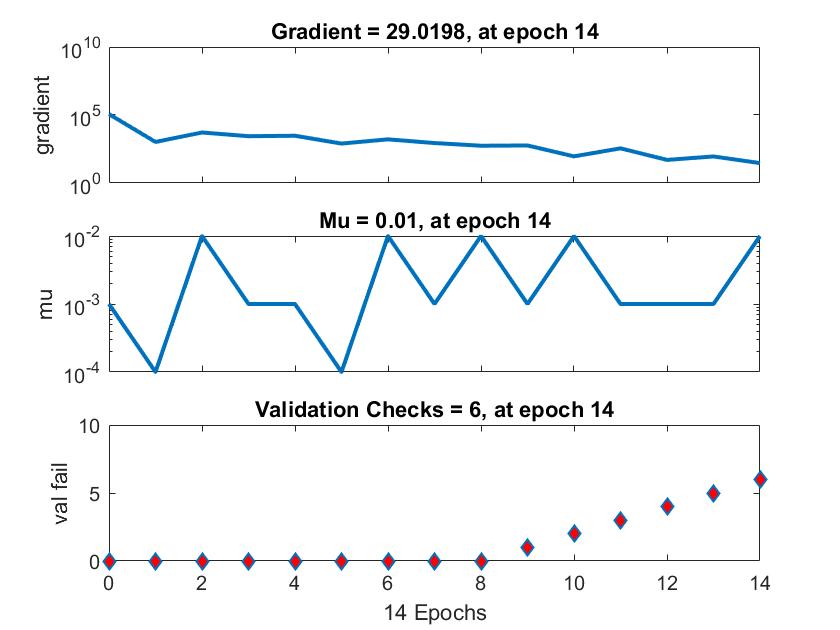 Gradient = 29.0198, at epoch 14
10^10
10^5
10^0
gradient
Mu = 0.01, at epoch 14
10^-2
10^-3
10^-4
mu
Validation Checks = 6, at epoch 14
10
5
0
val fail
0 2 4 6 8 10 12 14
14 Epochs